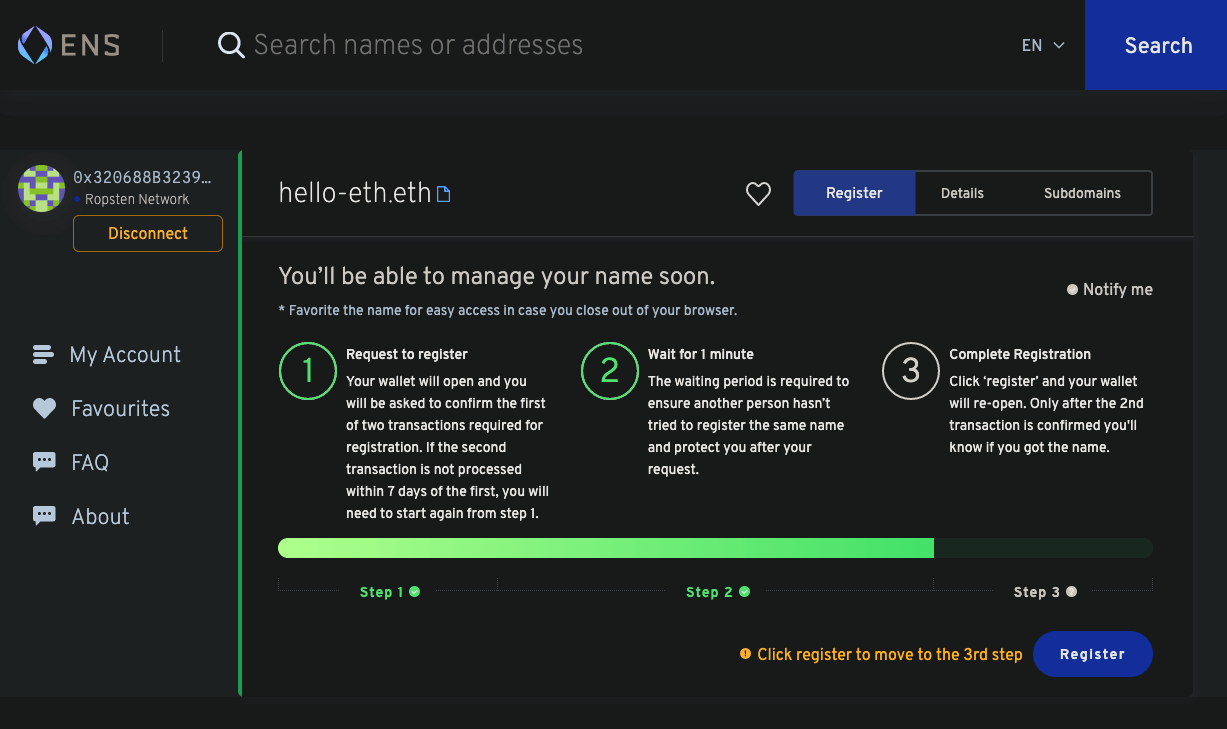 ENS
Search names or addresses
EN
Search
0x320688B3239...
Ropsten Network
Disconnect
My Account
Favourites
FAQ
About
hello-eth.eth
Register
Details
Subdomains
You'll be able to manage your name soon.
* Favorite the name for easy access in case you close out of your browser.
Notify me
1
Request to register
Your wallet will open and you
will be asked to confirm the first
of two transactions required for
registration. If the second
transaction is not processed
within 7 days of the first, you will
need to start again from step 1.
2
Wait for 1 minute
The waiting period is required to
ensure another person hasn't
tried to register the same name
and protect you after your
request.
3
Complete Registration
Click ‘register’ and your wallet
will re-open. Only after the 2nd
transaction is confirmed you'll
know if you got the name.
Step 1
Step 2
Step 3 ?
! Click register to move to the 3rd step
Register